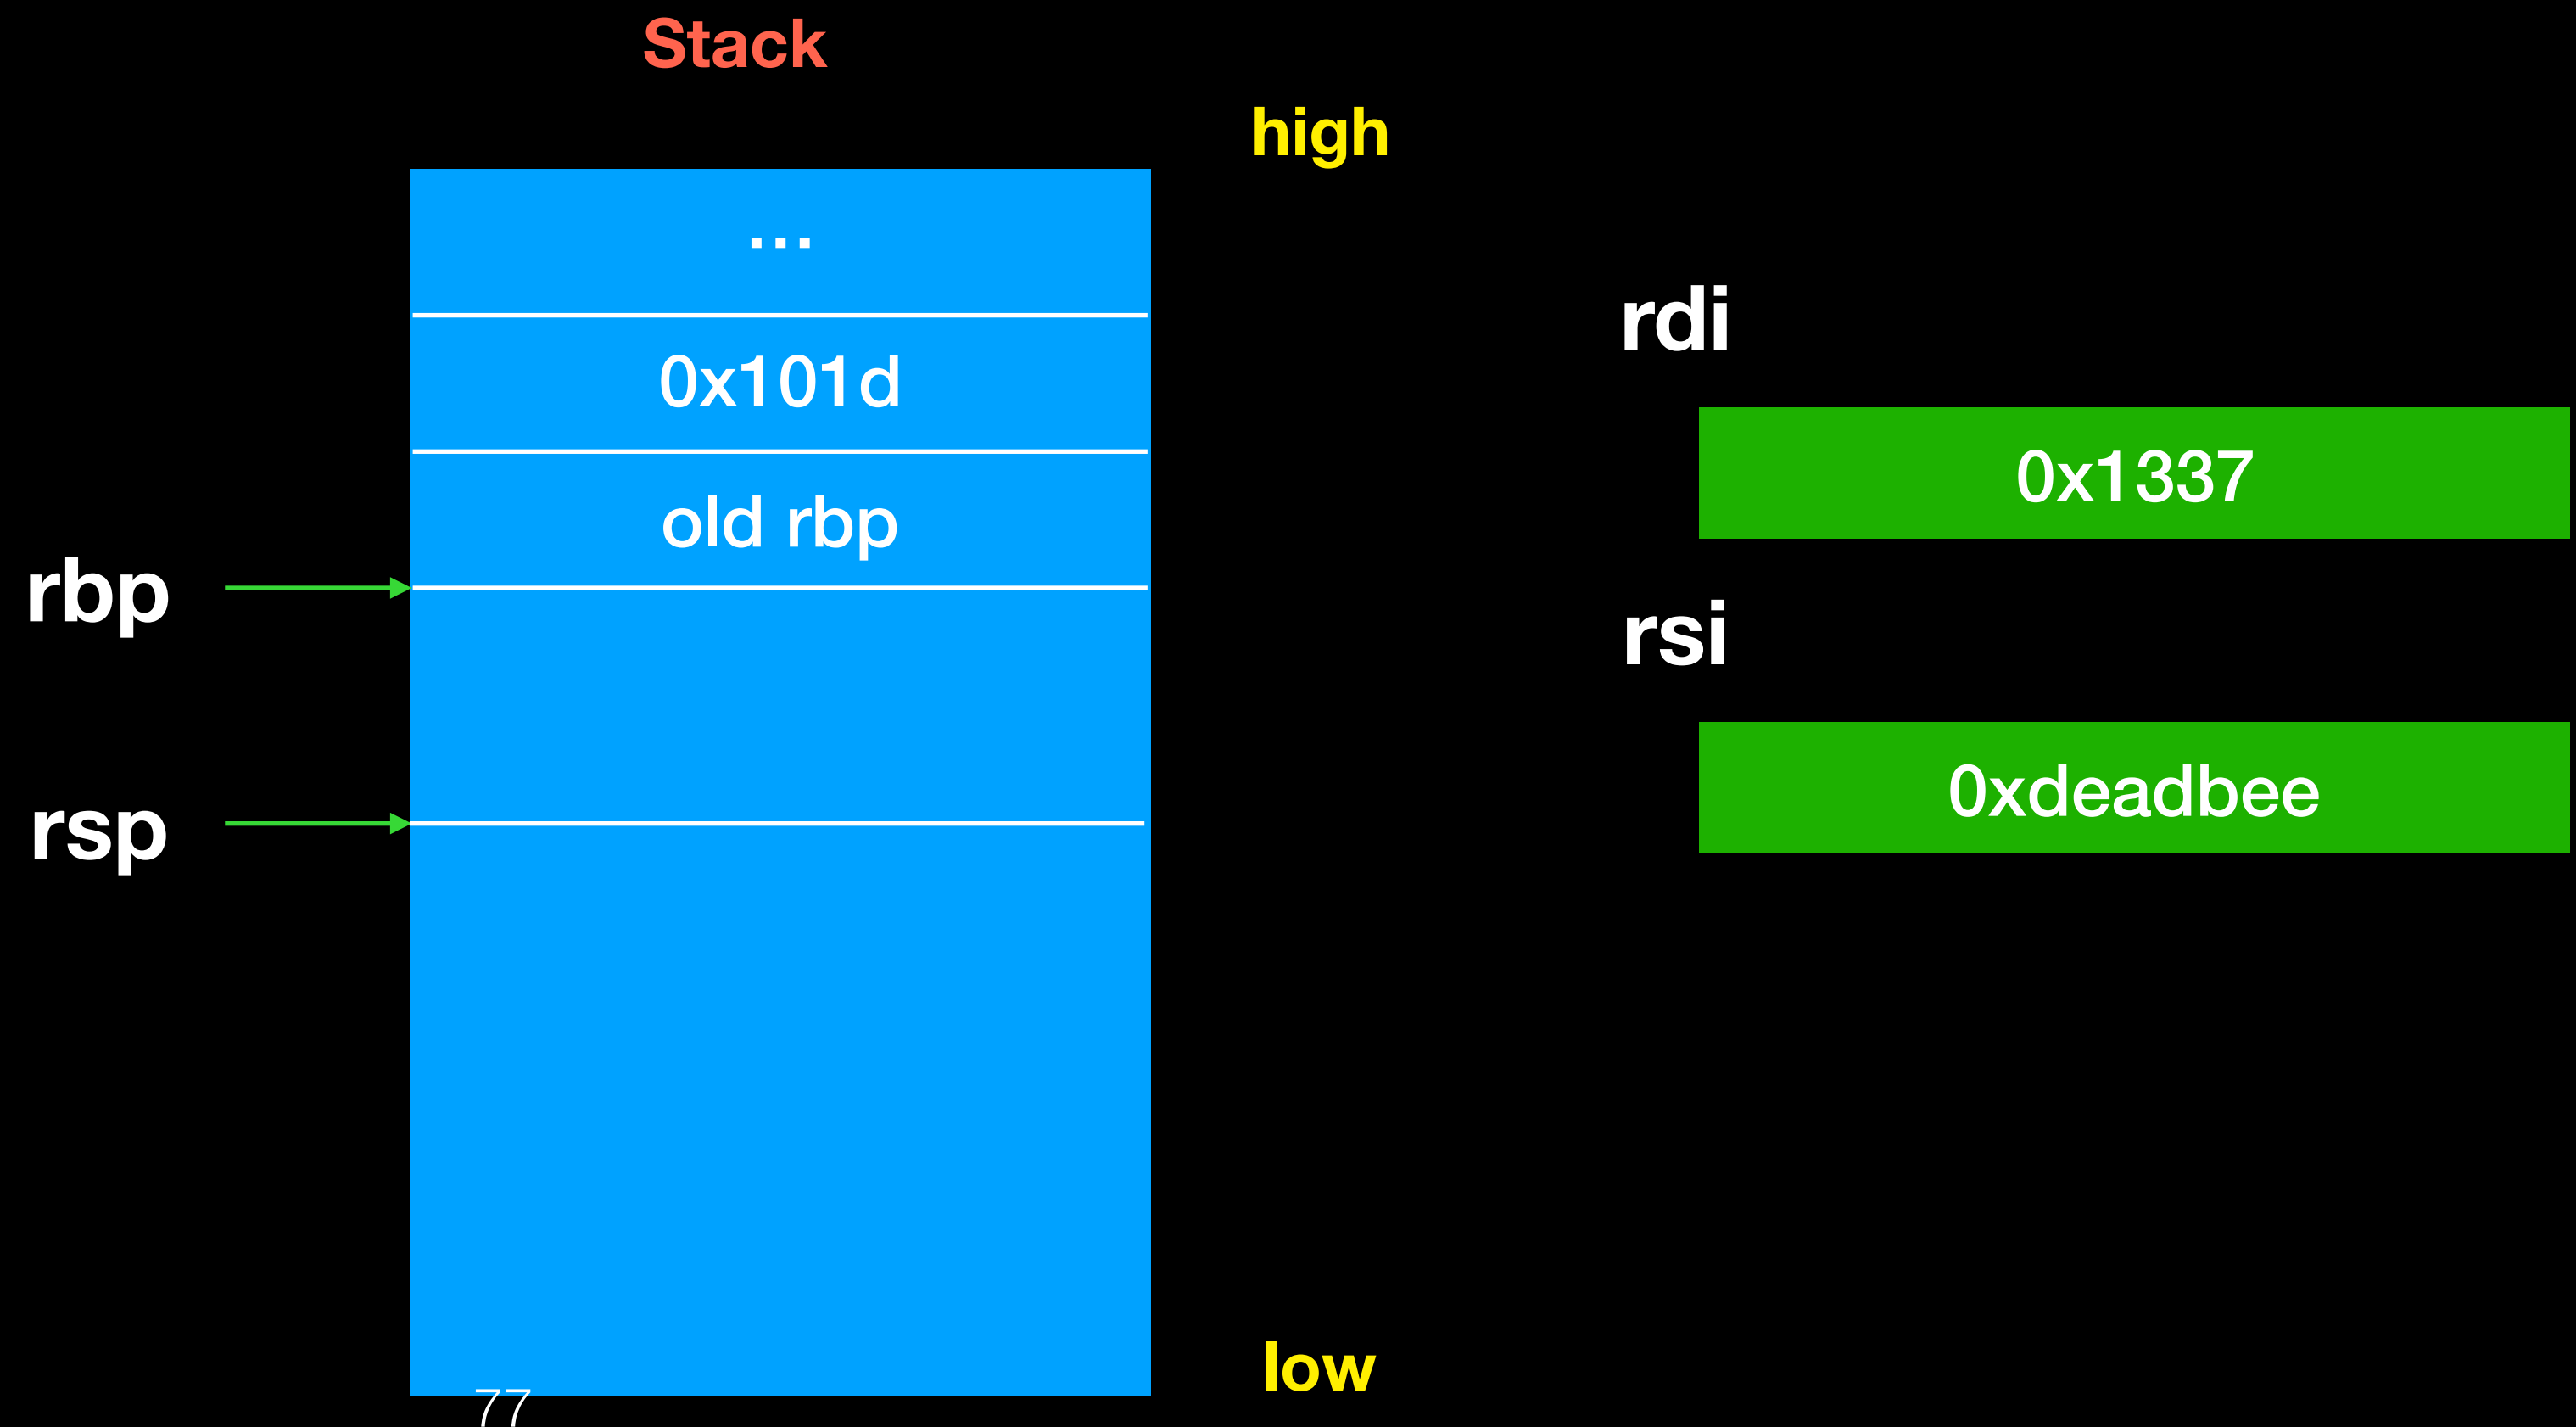 Stack
high
…
0x101d
old rbp
rbp
rsp
low
77
rdi
0x1337
rsi
0xdeadbee